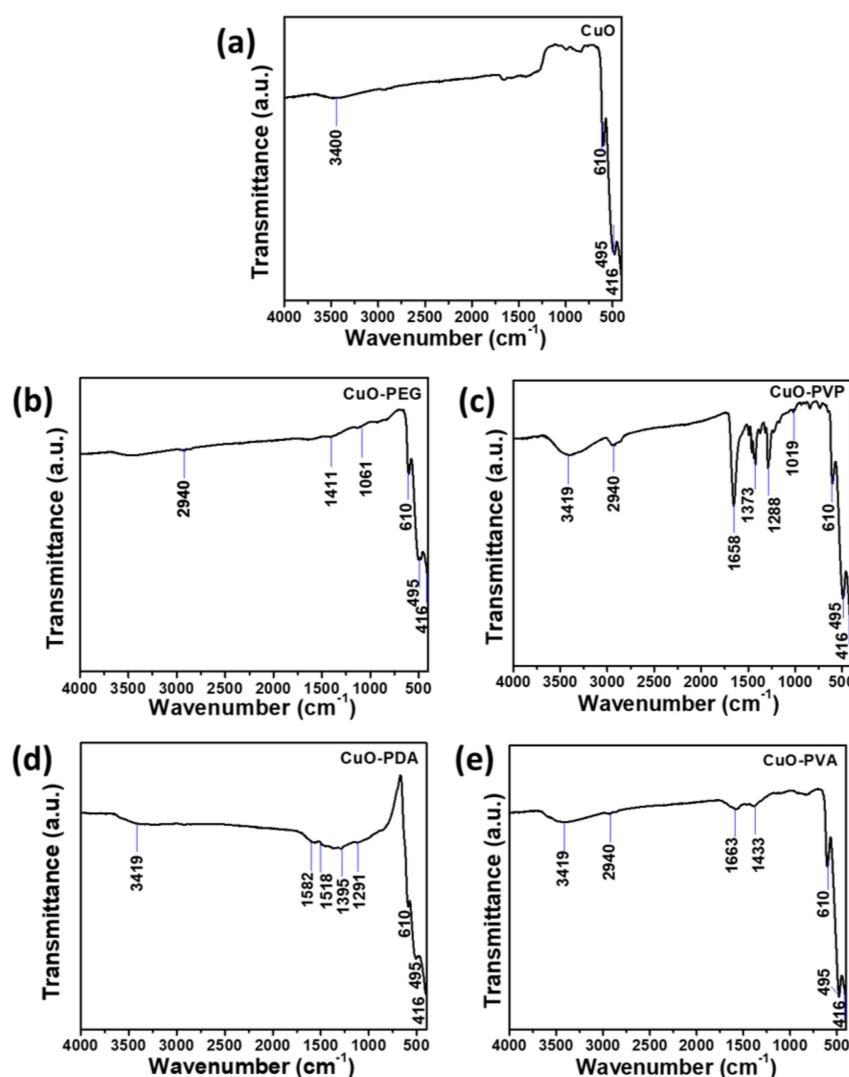 (a)
CuO
Transmittance (a.u.)
3400
610
495
416
4000 3500 3000 2500 2000 1500 1000 500
Wavenumber (cm⁻¹)
(b)
CuO-PEG
Transmittance (a.u.)
2940
1411
1061
610
495
416
4000 3500 3000 2500 2000 1500 1000 500
Wavenumber (cm⁻¹)
(c)
CuO-PVP
Transmittance (a.u.)
3419
2940
1658
1373
1288
1019
610
495
416
4000 3500 3000 2500 2000 1500 1000 500
Wavenumber (cm⁻¹)
(d)
CuO-PDA
Transmittance (a.u.)
3419
1582
1518
1395
1291
610
495
416
4000 3500 3000 2500 2000 1500 1000 500
Wavenumber (cm⁻¹)
(e)
CuO-PVA
Transmittance (a.u.)
3419
2940
1663
1433
610
495
416
4000 3500 3000 2500 2000 1500 1000 500
Wavenumber (cm⁻¹)